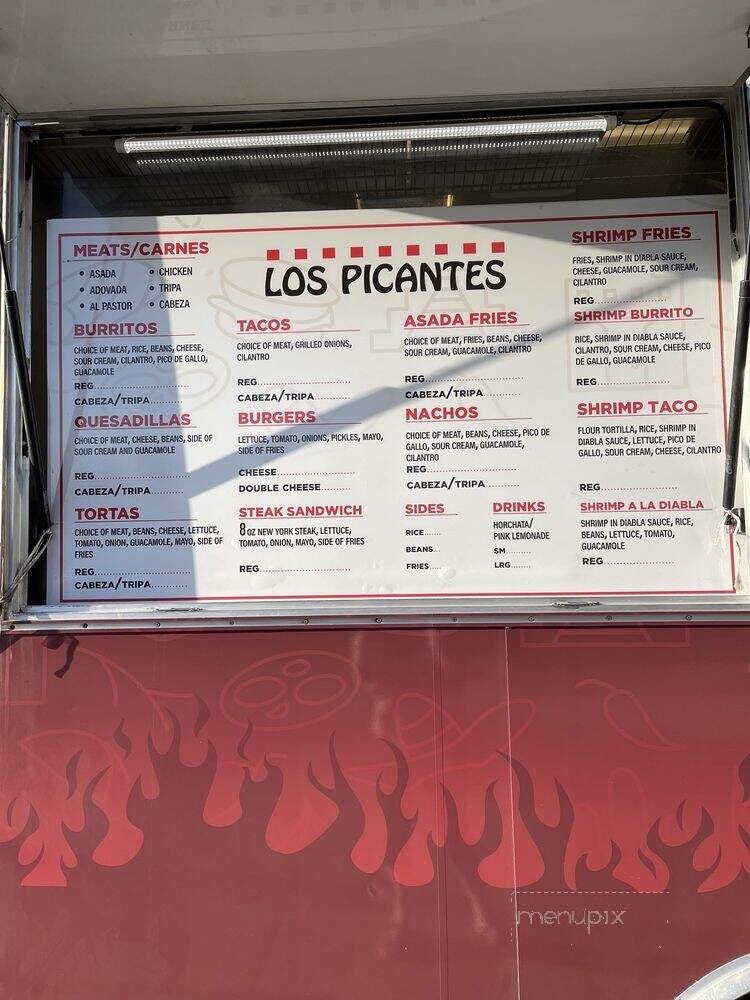 LOS PICANTES
MEATS/CARNES
• ASADA
• ADOVADA
• AL PASTOR
• CHICKEN
• TRIPA
• CABEZA
BURRITOS
CHOICE OF MEAT, RICE, BEANS, CHEESE,
SOUR CREAM, CILANTRO, PICO DE GALLO,
GUACAMOLE
REG..........................
CABEZA/TRIPA..........
QUESADILLAS
CHOICE OF MEAT, CHEESE, BEANS, SIDE OF
SOUR CREAM AND GUACAMOLE
REG..........................
CABEZA/TRIPA..........
TORTAS
CHOICE OF MEAT, BEANS, CHEESE, LETTUCE,
TOMATO, ONION, GUACAMOLE, MAYO, SIDE OF
FRIES
REG..........................
CABEZA/TRIPA..........
TACOS
CHOICE OF MEAT, GRILLED ONIONS,
CILANTRO
REG..........................
CABEZA/TRIPA..........
BURGERS
LETTUCE, TOMATO, ONIONS, PICKLES, MAYO,
SIDE OF FRIES
CHEESE......................
DOUBLE CHEESE.........
STEAK SANDWICH
8 OZ NEW YORK STEAK, LETTUCE,
TOMATO, ONION, MAYO, SIDE OF FRIES
REG..........................
ASADA FRIES
CHOICE OF MEAT, FRIES, BEANS, CHEESE,
SOUR CREAM, GUACAMOLE, CILANTRO
REG..........................
CABEZA/TRIPA..........
NACHOS
CHOICE OF MEAT, BEANS, CHEESE, PICO DE
GALLO, SOUR CREAM, GUACAMOLE,
CILANTRO
REG..........................
CABEZA/TRIPA..........
SIDES
RICE.......
BEANS...
FRIES.....
DRINKS
HORCHATA/
PINK LEMONADE
SM.........
LRG........
SHRIMP FRIES
FRIES, SHRIMP IN DIABLA SAUCE,
CHEESE, GUACAMOLE, SOUR CREAM,
CILANTRO
REG.....................
SHRIMP BURRITO
RICE, SHRIMP IN DIABLA SAUCE,
CILANTRO, SOUR CREAM, CHEESE, PICO
DE GALLO, GUACAMOLE
REG......................
SHRIMP TACO
FLOUR TORTILLA, RICE, SHRIMP IN
DIABLA SAUCE, LETTUCE, PICO DE
GALLO, SOUR CREAM, CHEESE, CILANTRO
REG......................
SHRIMP A LA DIABLA
SHRIMP IN DIABLA SAUCE, RICE,
BEANS, LETTUCE, TOMATO,
GUACAMOLE
REG......................
menupix